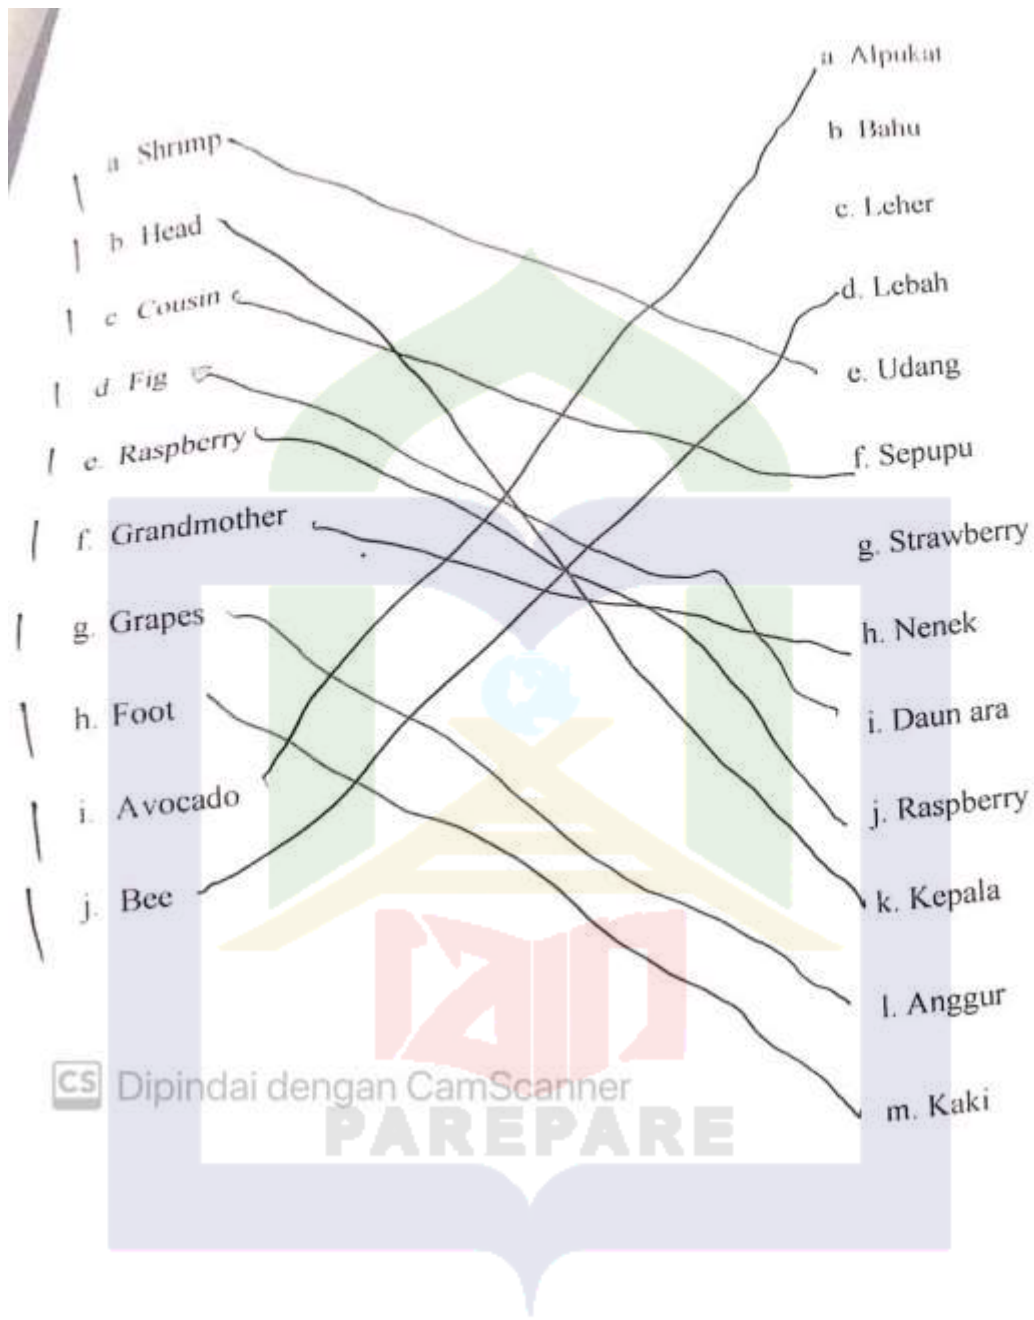 a Alpukat
b Bahu
c. Leher
d. Lebah
e. Udang
f. Sepupu
g. Strawberry
h. Nenek
i. Daun ara
j. Raspberry
k. Kepala
l. Anggur
m. Kaki
a Shrimp
b. Head
c Cousin
d. Fig
e. Raspberry
f. Grandmother
g. Grapes
h. Foot
i. Avocado
j. Bee
CS Dipindai dengan CamScanner
PAREPARE